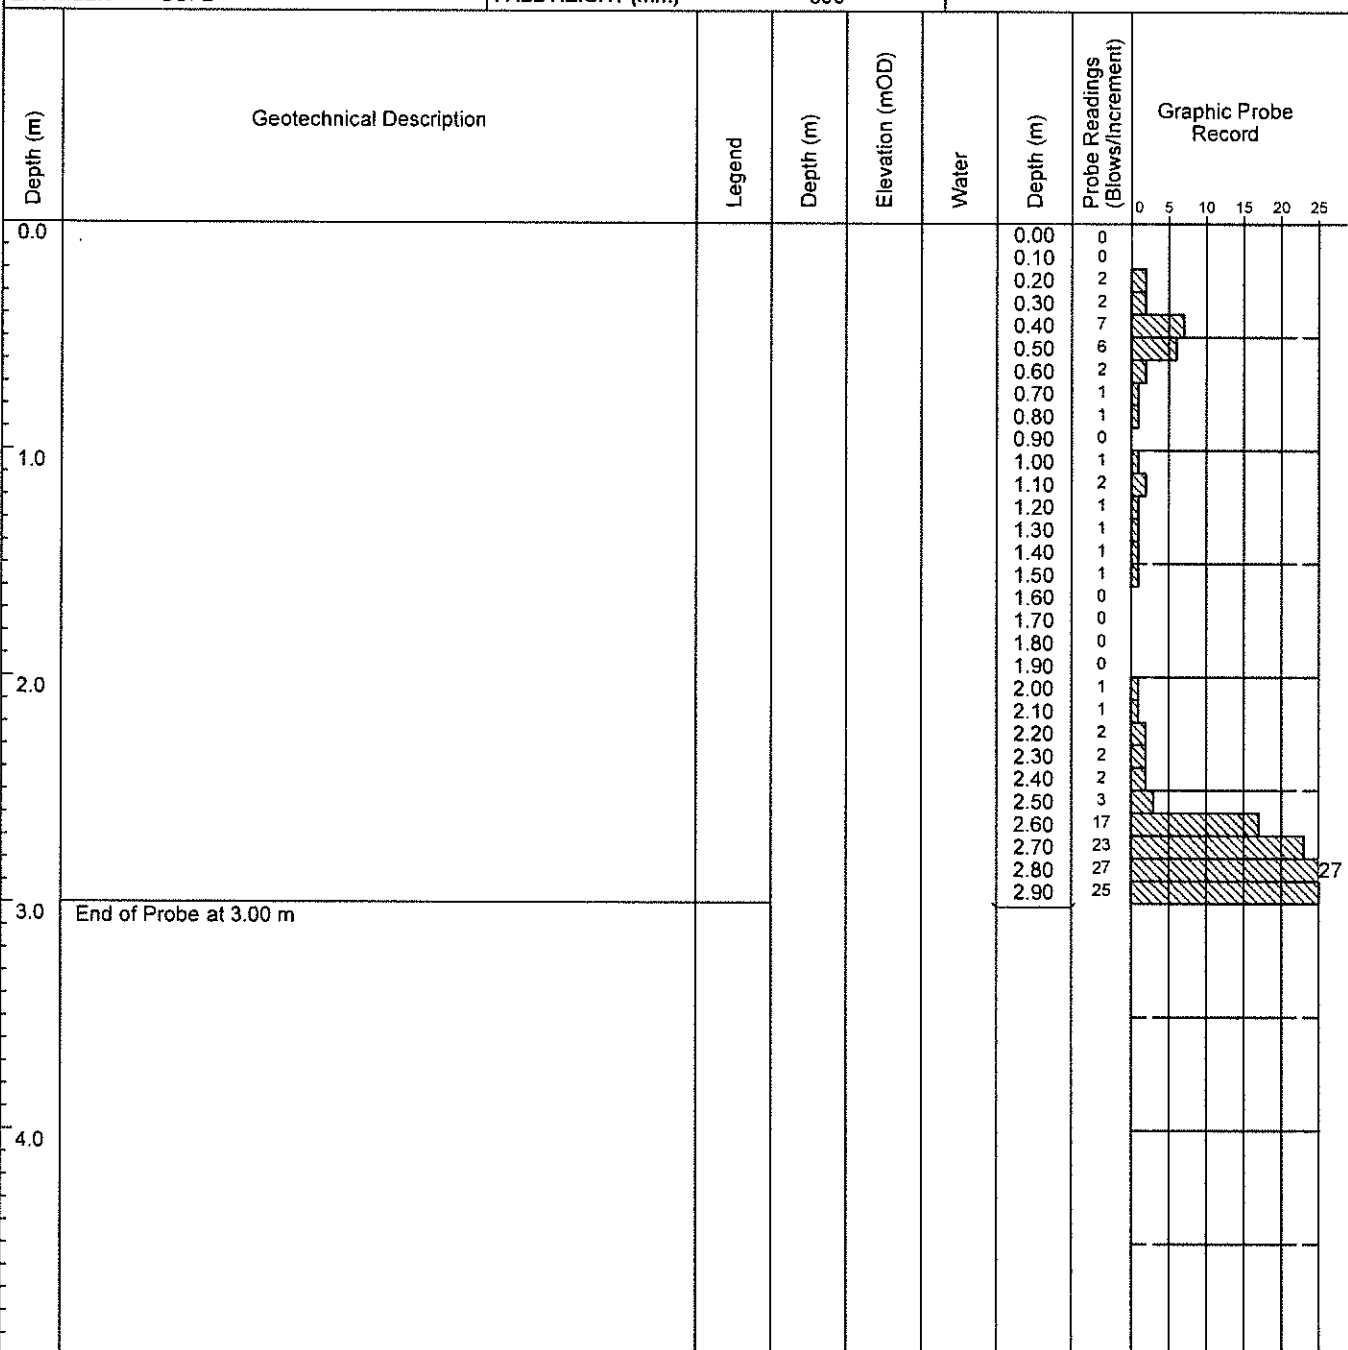 Depth (m)
Geotechnical Description
Legend
Depth (m)
Elevation (mOD)
Water
Depth (m)
Probe Readings
(Blows/Increment)
Graphic Probe
Record
0 5 10 15 20 25
0.0
1.0
2.0
3.0
4.0
End of Probe at 3.00 m
0.00 0
0.10 0
0.20 2
0.30 2
0.40 7
0.50 6
0.60 2
0.70 1
0.80 1
0.90 0
1.00 1
1.10 2
1.20 1
1.30 1
1.40 1
1.50 1
1.60 0
1.70 0
1.80 0
1.90 0
2.00 1
2.10 1
2.20 2
2.30 2
2.40 2
2.50 3
2.60 17
2.70 23
2.80 27 27
2.90 25